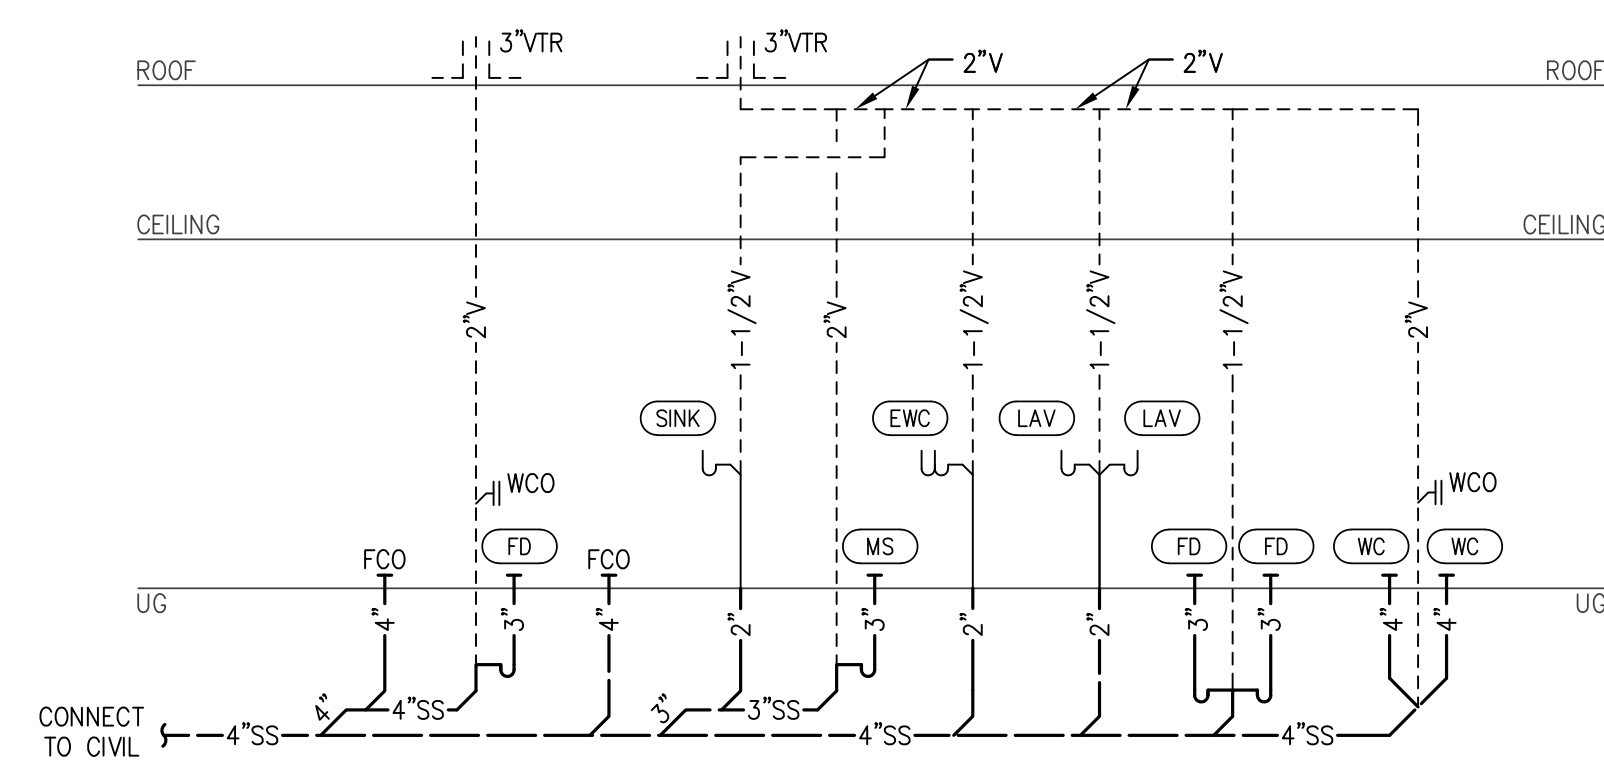 3"VTR
3"VTR
2"V
2"V
ROOF
ROOF
CEILING
CEILING
2"V
1-1/2"V
2"V
1-1/2"V
1-1/2"V
1-1/2"V
2"V
SINK
EWC
LAV
LAV
WCO
WCO
FCO
FD
FCO
MS
FD
FD
WC
WC
UG
UG
4"
3"
4"
2"
3"
2"
2"
3"
3"
4"
4"
4"
4"SS
3"
3"SS
CONNECT
TO CIVIL
4"SS
4"SS
4"SS